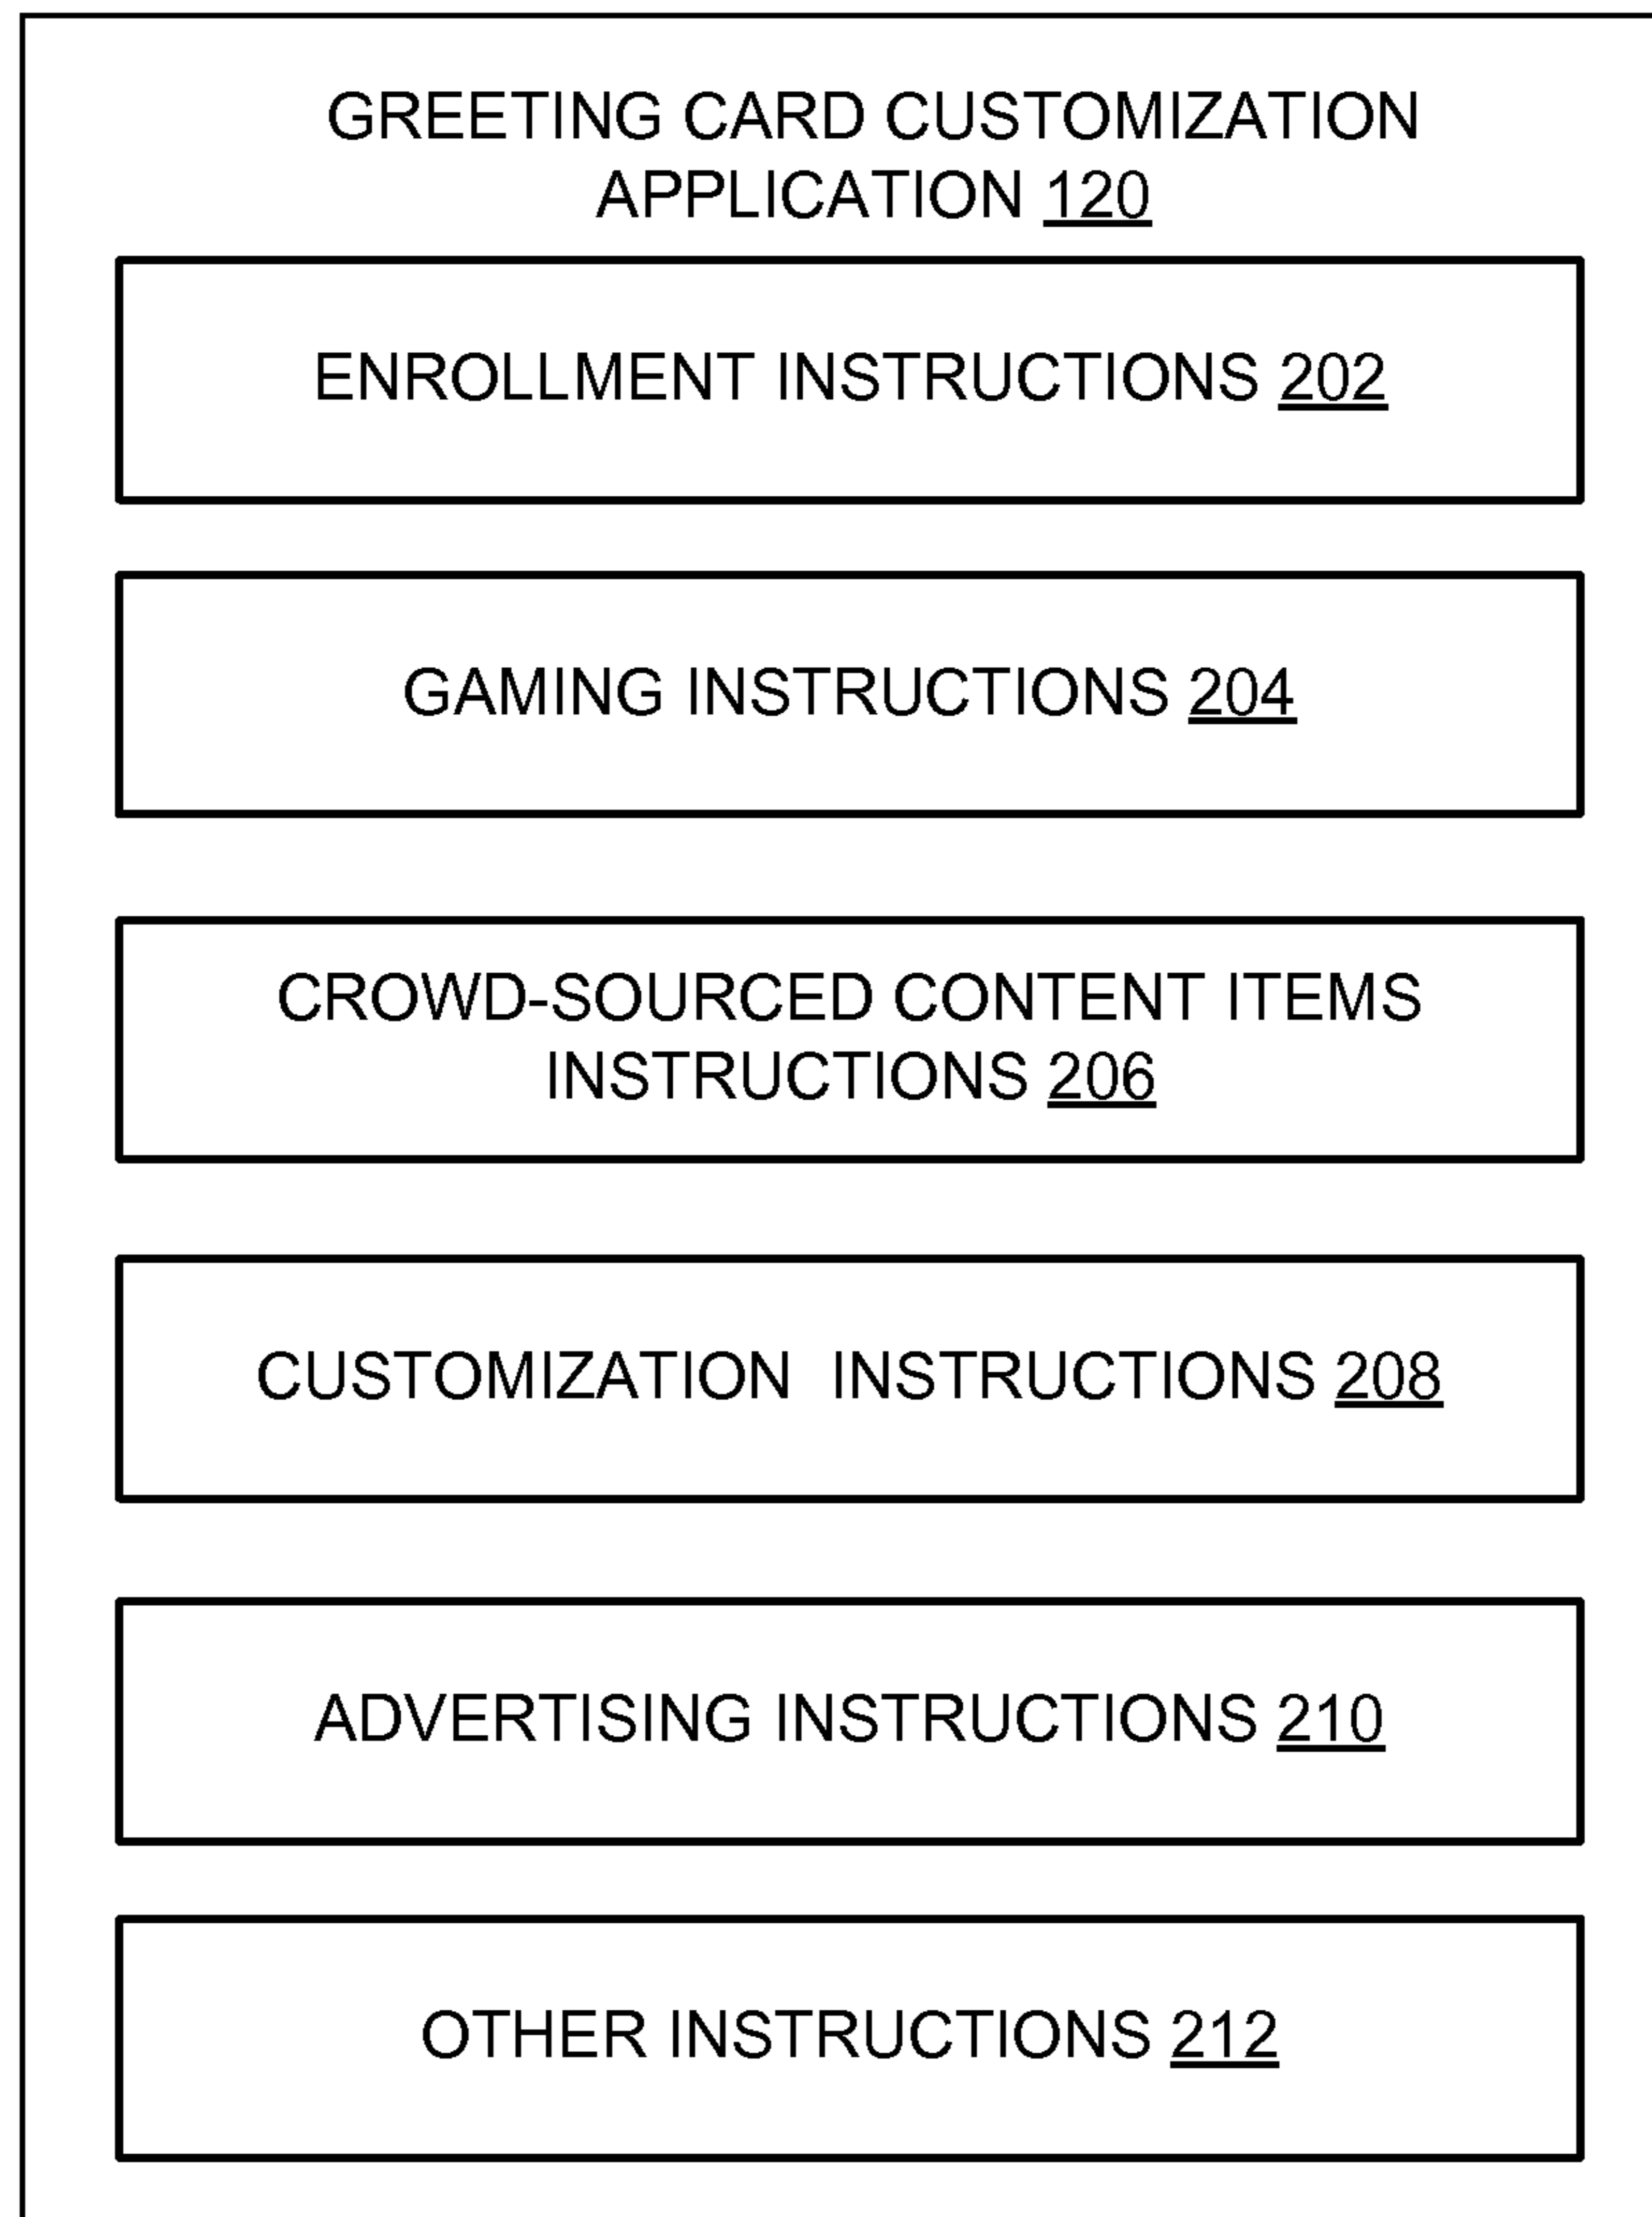 GREETING CARD CUSTOMIZATION
APPLICATION 120
ENROLLMENT INSTRUCTIONS 202
GAMING INSTRUCTIONS 204
CROWD-SOURCED CONTENT ITEMS
INSTRUCTIONS 206
CUSTOMIZATION INSTRUCTIONS 208
ADVERTISING INSTRUCTIONS 210
OTHER INSTRUCTIONS 212